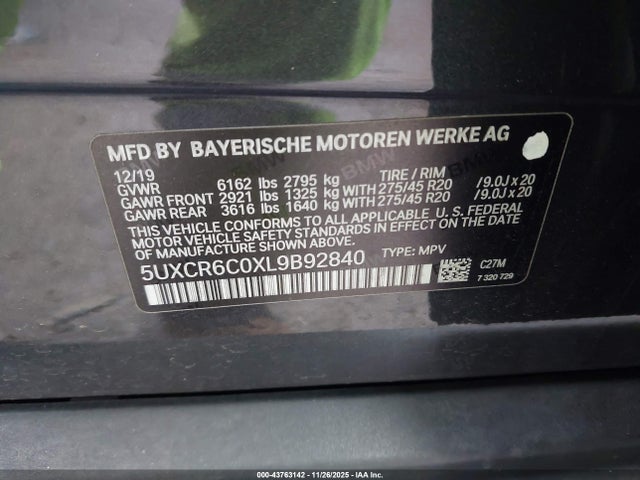 MFD BY BAYERISCHE MOTOREN WERKE AG
12/19
GVWR 6162 lbs 2795 kg TIRE / RIM
GAWR FRONT 2921 lbs 1325 kg WITH 275/45 R20 / 9.0J x 20
GAWR REAR 3616 lbs 1640 kg WITH 275/45 R20 / 9.0J x 20
THIS VEHICLE CONFORMS TO ALL APPLICABLE U.S. FEDERAL
MOTOR VEHICLE SAFETY STANDARDS IN EFFECT ON THE DATE
OF MANUFACTURE SHOWN ABOVE.
5UXCR6C0XL9B92840 TYPE: MPV
C27M
7 320 729
BMW
000-43763142 | 11/26/2025 | IAA Inc.